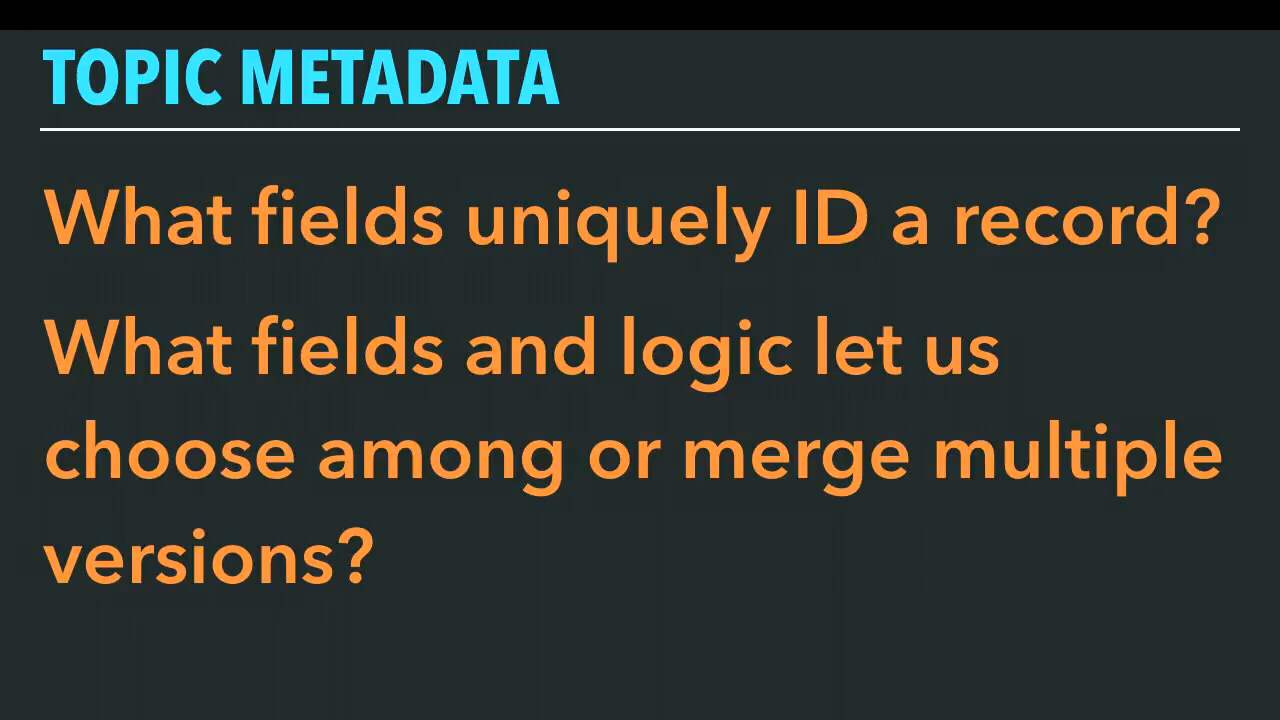 TOPIC METADATA
What fields uniquely ID a record?
What fields and logic let us
choose among or merge multiple
versions?